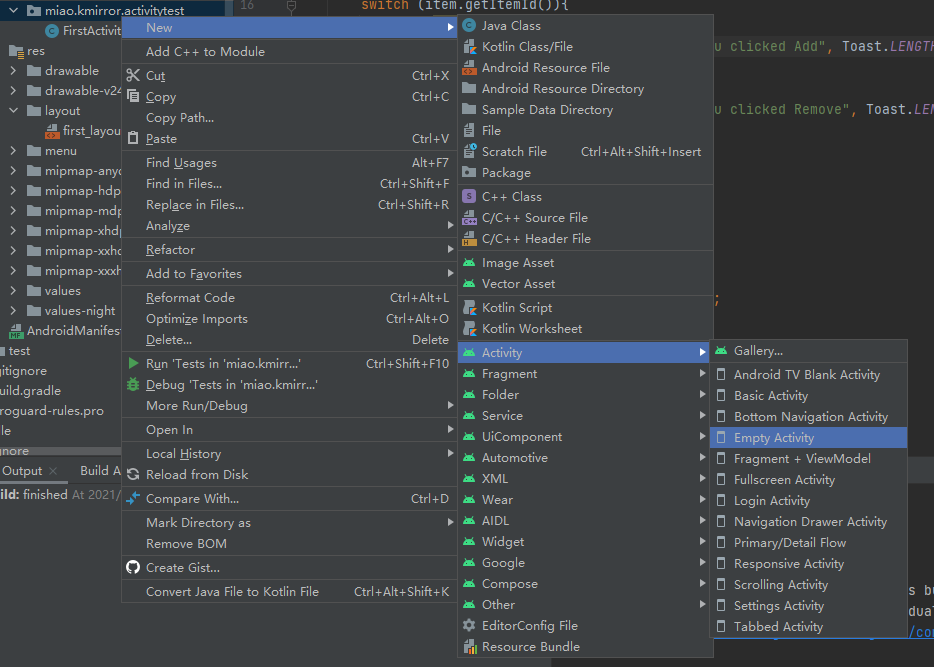 miao.kmirror.activitytest
FirstActivit
res
drawable
drawable-v24
layout
first_layou
menu
mipmap-anyd
mipmap-hdp
mipmap-mdp
mipmap-xhdp
mipmap-xxhd
mipmap-xxxh
values
values-night
AndroidManifest
test
gitignore
uild.gradle
roguard-rules.pro
le
gnore
Output
Build A
ild: finished At 2021/
16
switch (item.getItemId()){
u clicked Add", Toast.LENGTH
u clicked Remove", Toast.LEN
;
New
Add C++ to Module
Cut Ctrl+X
Copy Ctrl+C
Copy Path...
Paste Ctrl+V
Find Usages Alt+F7
Find in Files... Ctrl+Shift+F
Replace in Files... Ctrl+Shift+R
Analyze
Refactor
Add to Favorites
Reformat Code Ctrl+Alt+L
Optimize Imports Ctrl+Alt+O
Delete... Delete
Run 'Tests in 'miao.kmirr...' Ctrl+Shift+F10
Debug 'Tests in 'miao.kmirr...'
More Run/Debug
Open In
Local History
Reload from Disk
Compare With... Ctrl+D
Mark Directory as
Remove BOM
Create Gist...
Convert Java File to Kotlin File Ctrl+Alt+Shift+K
Java Class
Kotlin Class/File
Android Resource File
Android Resource Directory
Sample Data Directory
File
Scratch File Ctrl+Alt+Shift+Insert
Package
C++ Class
C/C++ Source File
C/C++ Header File
Image Asset
Vector Asset
Kotlin Script
Kotlin Worksheet
Activity
Fragment
Folder
Service
UiComponent
Automotive
XML
Wear
AIDL
Widget
Google
Compose
Other
EditorConfig File
Resource Bundle
Gallery...
Android TV Blank Activity
Basic Activity
Bottom Navigation Activity
Empty Activity
Fragment + ViewModel
Fullscreen Activity
Login Activity
Navigation Drawer Activity
Primary/Detail Flow
Responsive Activity
Scrolling Activity
Settings Activity
Tabbed Activity
s bu
dual
/con